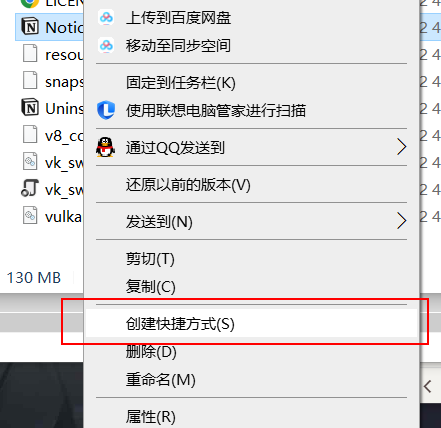 LICEN
上传到百度网盘
Notic
移动至同步空间
resou
固定到任务栏(K)
snaps
使用联想电脑管家进行扫描
Unins
v8_co
通过QQ发送到
vk_sw
还原以前的版本(V)
vk_sw
vulka
发送到(N)
剪切(T)
130 MB
复制(C)
创建快捷方式(S)
删除(D)
重命名(M)
属性(R)